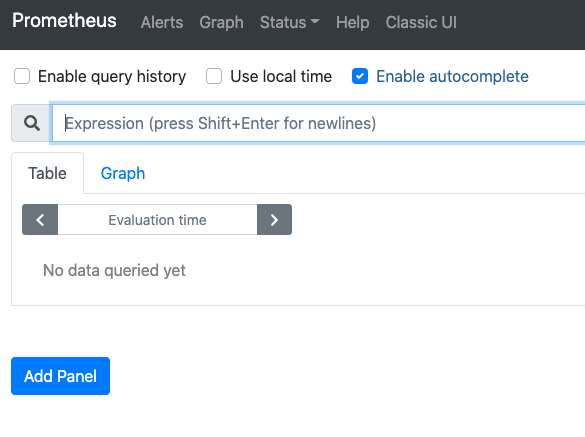 Prometheus Alerts Graph Status Help Classic UI
Enable query history Use local time Enable autocomplete
Expression (press Shift+Enter for newlines)
Table Graph
Evaluation time
No data queried yet
Add Panel